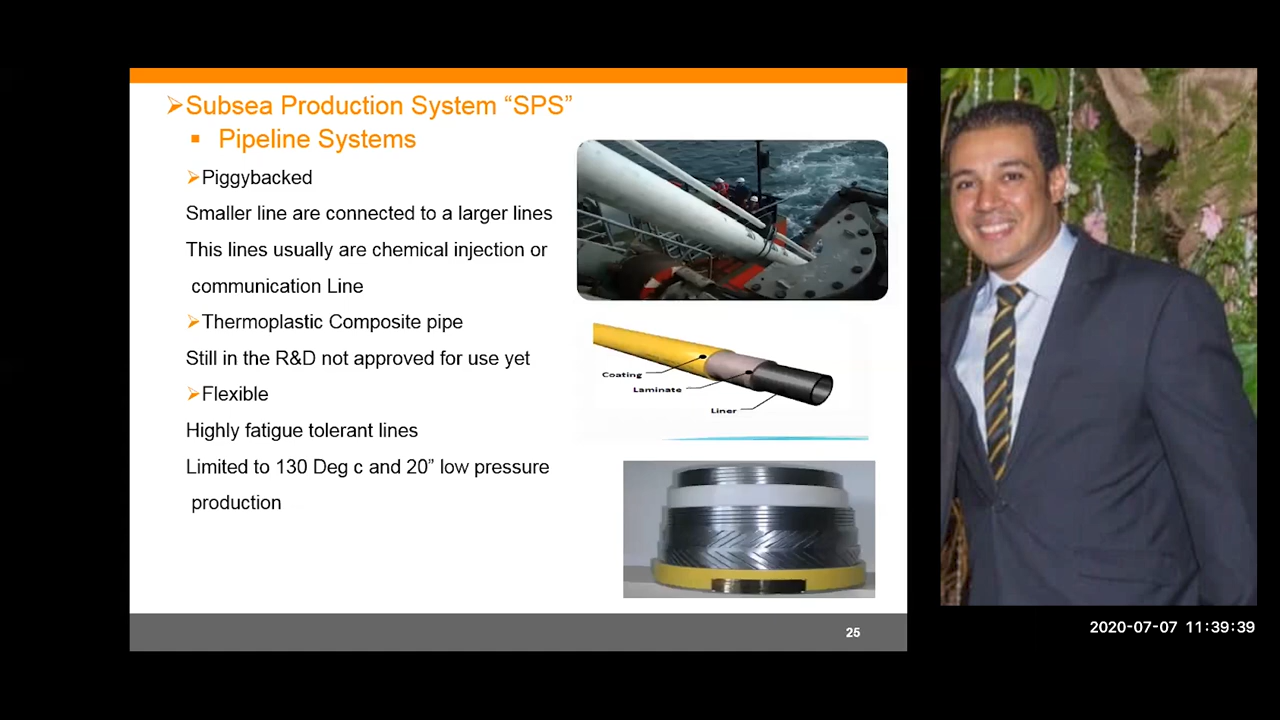 ➢Subsea Production System “SPS”
▪ Pipeline Systems
➢Piggybacked
Smaller line are connected to a larger lines
This lines usually are chemical injection or
communication Line
➢Thermoplastic Composite pipe
Still in the R&D not approved for use yet
➢Flexible
Highly fatigue tolerant lines
Limited to 130 Deg c and 20” low pressure
production
Coating
Laminate
Liner
25
2020-07-07 11:39:39